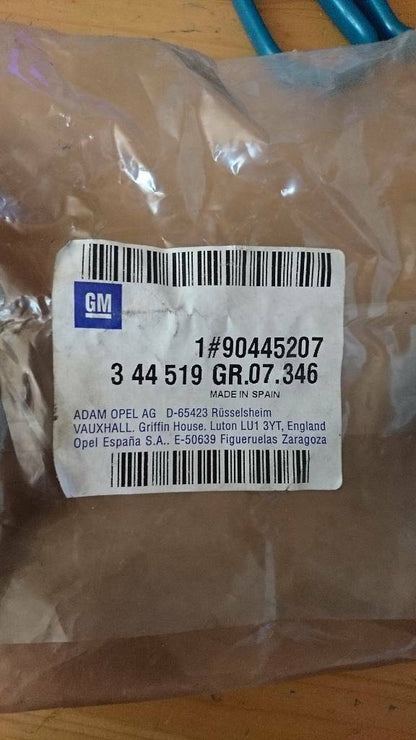 GM
1#90445207
3 44 519 GR.07.346
MADE IN SPAIN
ADAM OPEL AG D-65423 Rüsselsheim
VAUXHALL. Griffin House. Luton LU1 3YT, England
Opel España S.A.. E-50639 Figueruelas Zaragoza